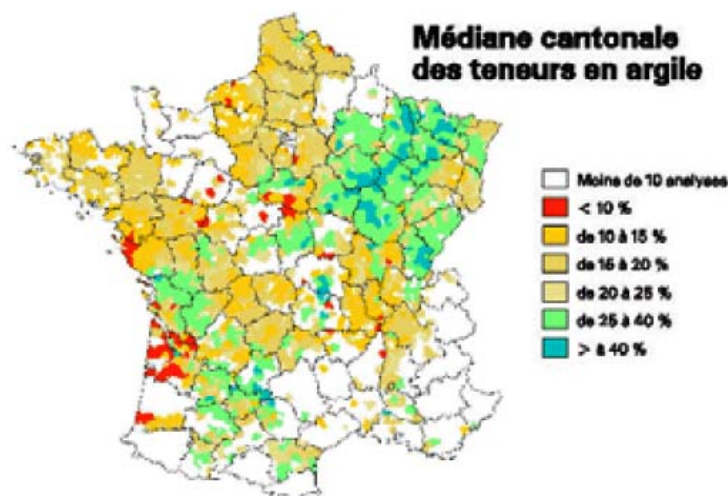 Médiane cantonale
des teneurs en argile
Moins de 10 analyses
< 10 %
de 10 à 15 %
de 15 à 20 %
de 20 à 25 %
de 25 à 40 %
> à 40 %